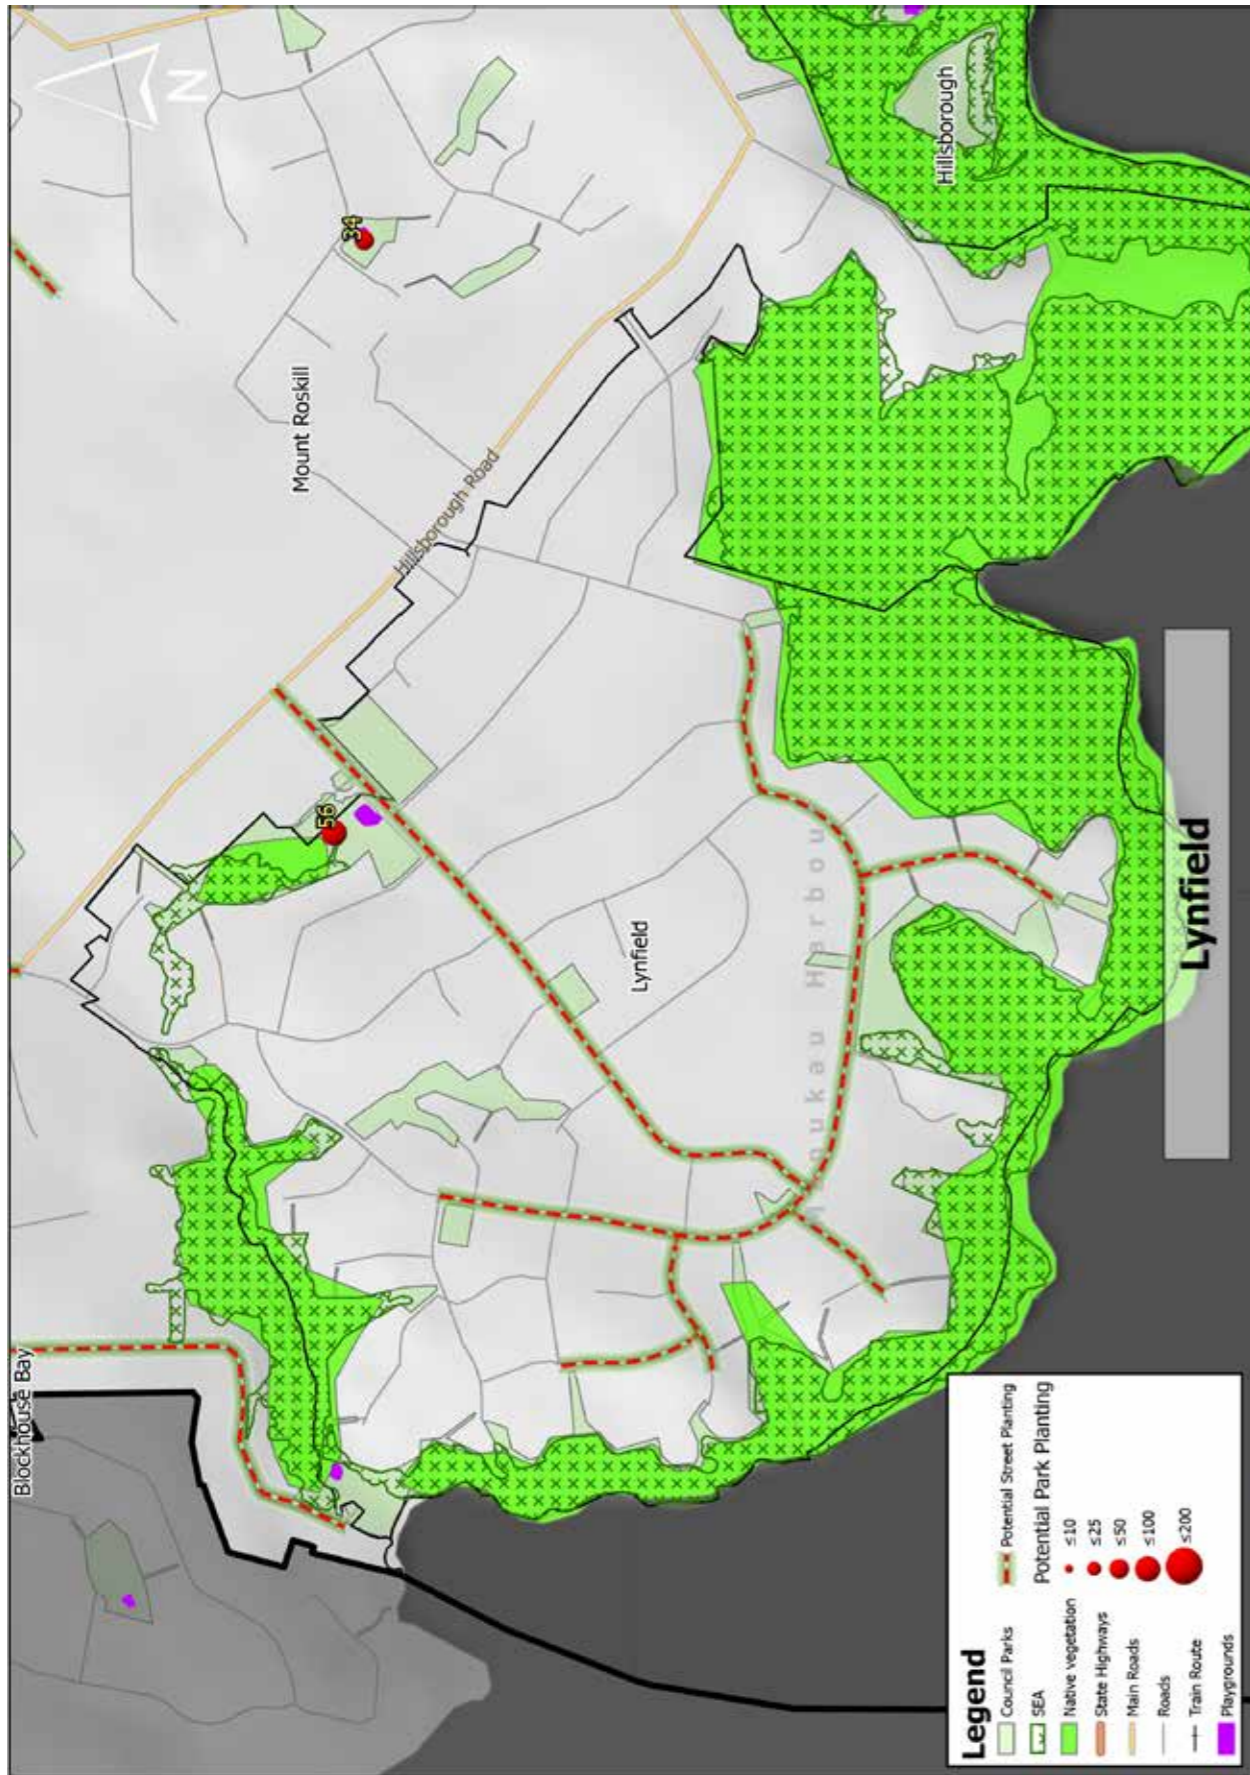 N
Blockhouse Bay
Mount Roskill
34
Hillsborough
Hillsborough Road
56
Lynfield
Manukau Harbour
Lynfield
Legend
Council Parks
SEA
Native vegetation
State Highways
Main Roads
Roads
Train Route
Playgrounds
Potential Street Planting
Potential Park Planting
≤10
≤25
≤50
≤100
≤200